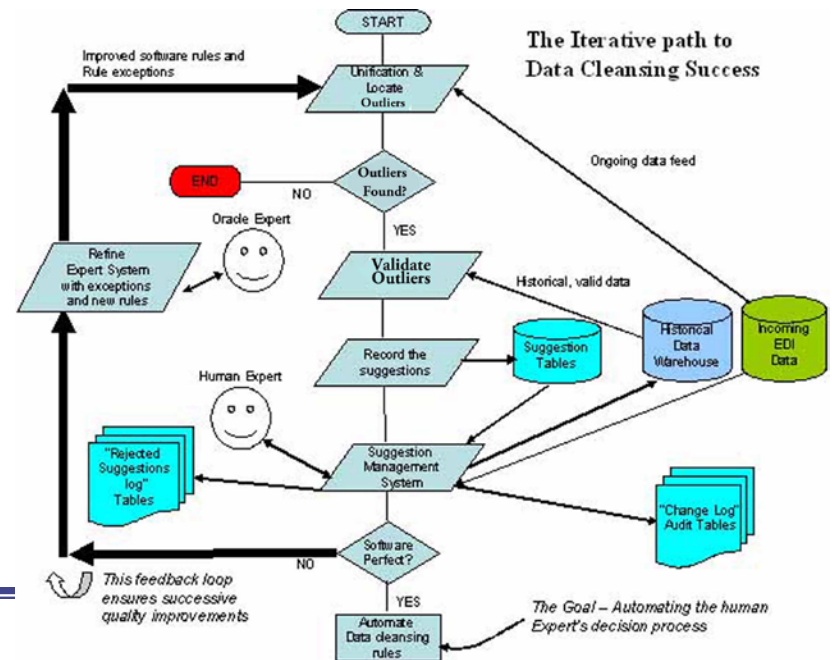 START
The Iterative path to
Data Cleansing Success
Improved software rules and
Rule exceptions
Unification &
Locate
Outliers
Ongoing data feed
Outliers
Found?
END
NO
YES
Oracle Expert
Refine
Expert System
with exceptions
and new rules
Validate
Outliers
Historical, valid data
Record the
suggestions
Suggestion
Tables
Historical
Data
Warehouse
Incoming
EDI
Data
Human Expert
"Rejected
Suggestions
log"
Tables
Suggestion
Management
System
"Change Log"
Audit Tables
Software
Perfect?
NO
YES
This feedback loop
ensures successive
quality improvements
Automate
Data cleansing
rules
The Goal – Automating the human
Expert's decision process